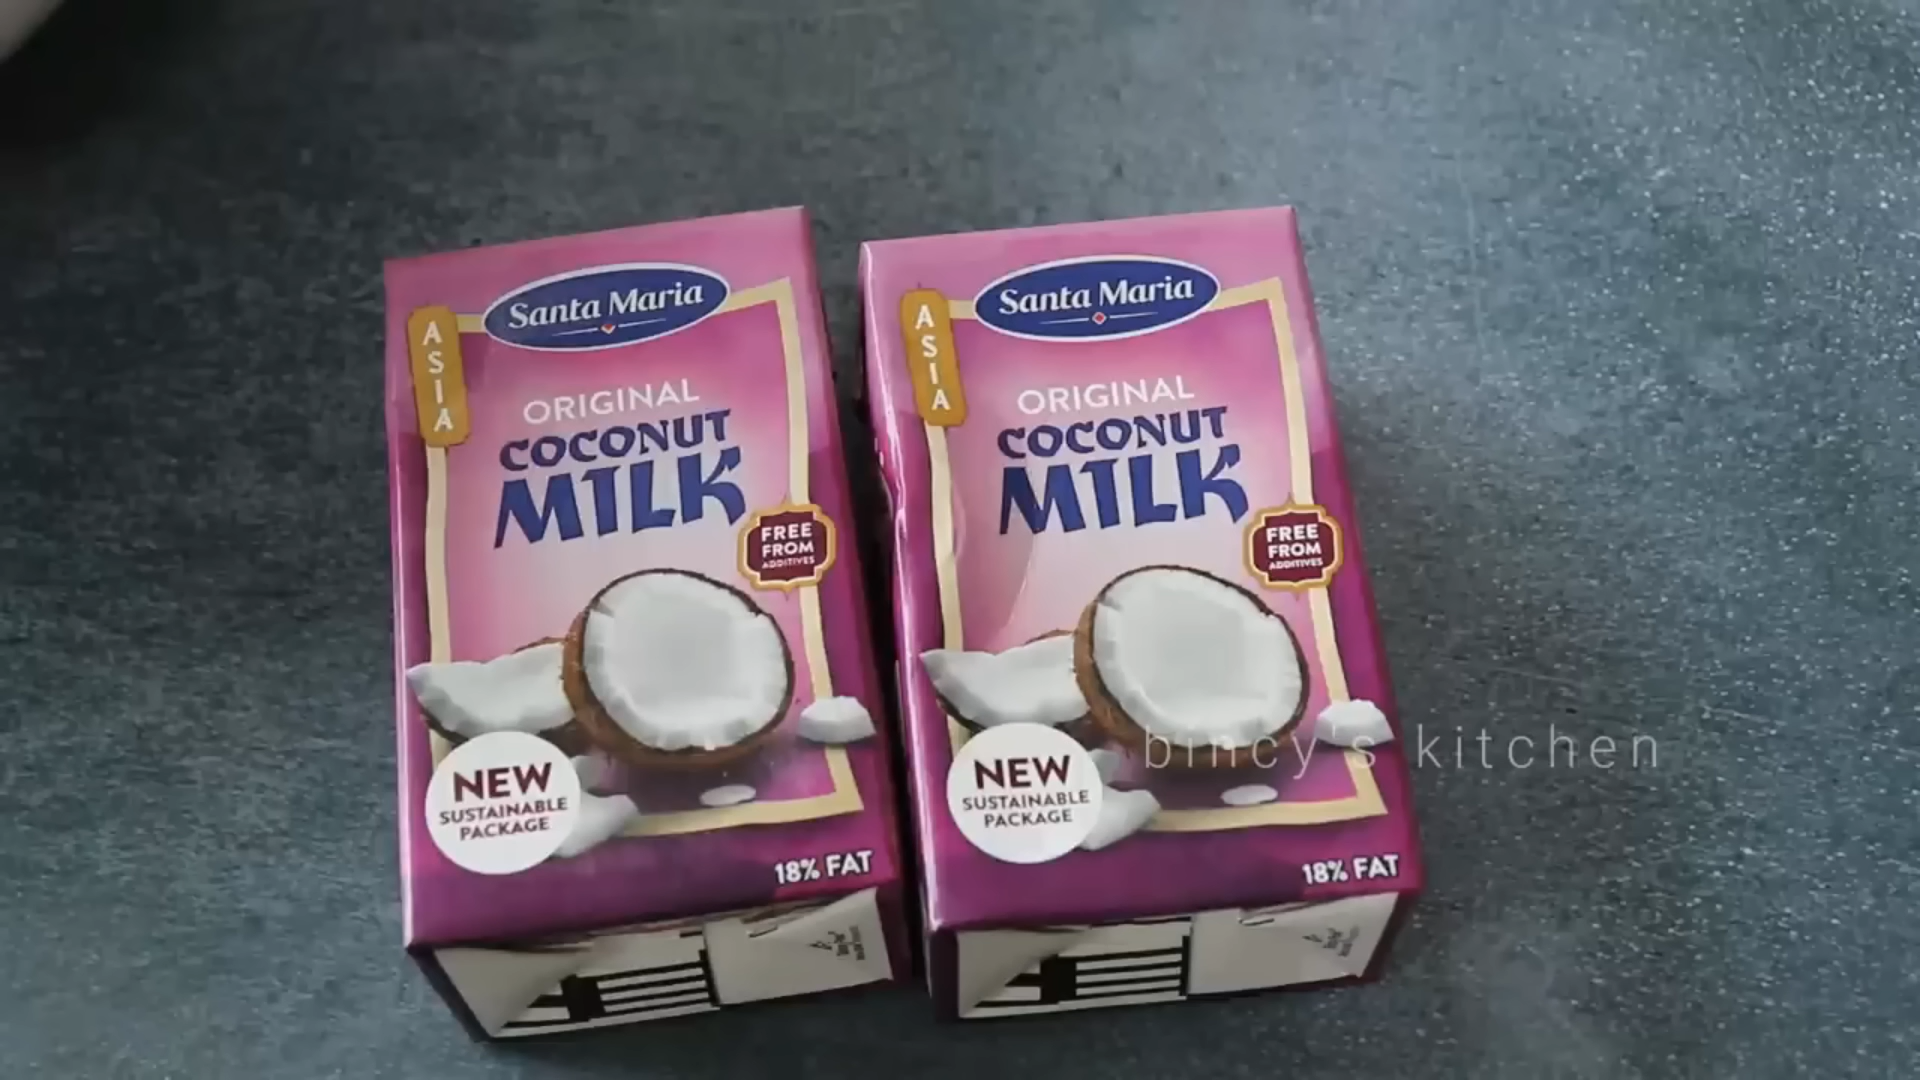 Santa Maria
ASIA
ORIGINAL
COCONUT
MILK
FREE
FROM
ADDITIVES
NEW
SUSTAINABLE
PACKAGE
18% FAT
Santa Maria
ASIA
ORIGINAL
COCONUT
MILK
FREE
FROM
ADDITIVES
NEW
SUSTAINABLE
PACKAGE
18% FAT
bincy's kitchen